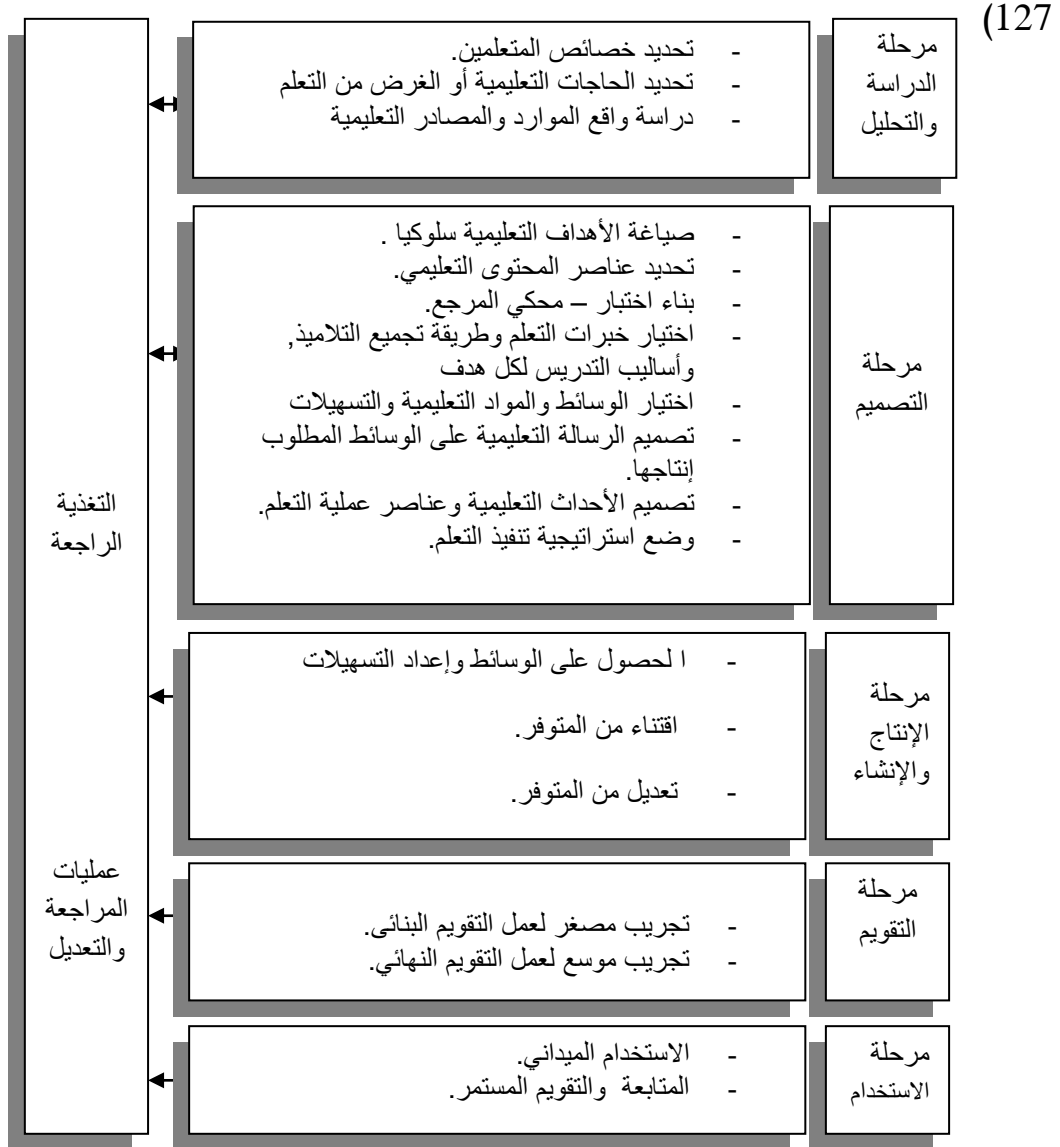 (127
مرحلة
الدراسة
والتحليل
- تحديد خصائص المتعلمين.
- تحديد الحاجات التعليمية أو الغرض من التعلم
- دراسة واقع الموارد والمصادر التعليمية
مرحلة
التصميم
- صياغة الأهداف التعليمية سلوكيا .
- تحديد عناصر المحتوى التعليمي.
- بناء اختبار – محكي المرجع.
- اختيار خبرات التعلم وطريقة تجميع التلاميذ,
وأساليب التدريس لكل هدف
- اختيار الوسائط والمواد التعليمية والتسهيلات
- تصميم الرسالة التعليمية على الوسائط المطلوب
إنتاجها.
- تصميم الأحداث التعليمية وعناصر عملية التعلم.
- وضع استراتيجية تنفيذ التعلم.
مرحلة
الإنتاج
والإنشاء
- ا لحصول على الوسائط وإعداد التسهيلات
- اقتناء من المتوفر.
- تعديل من المتوفر.
مرحلة
التقويم
- تجريب مصغر لعمل التقويم البنائى.
- تجريب موسع لعمل التقويم النهائي.
مرحلة
الاستخدام
- الاستخدام الميداني.
- المتابعة والتقويم المستمر.
التغذية
الراجعة
عمليات
المراجعة
والتعديل